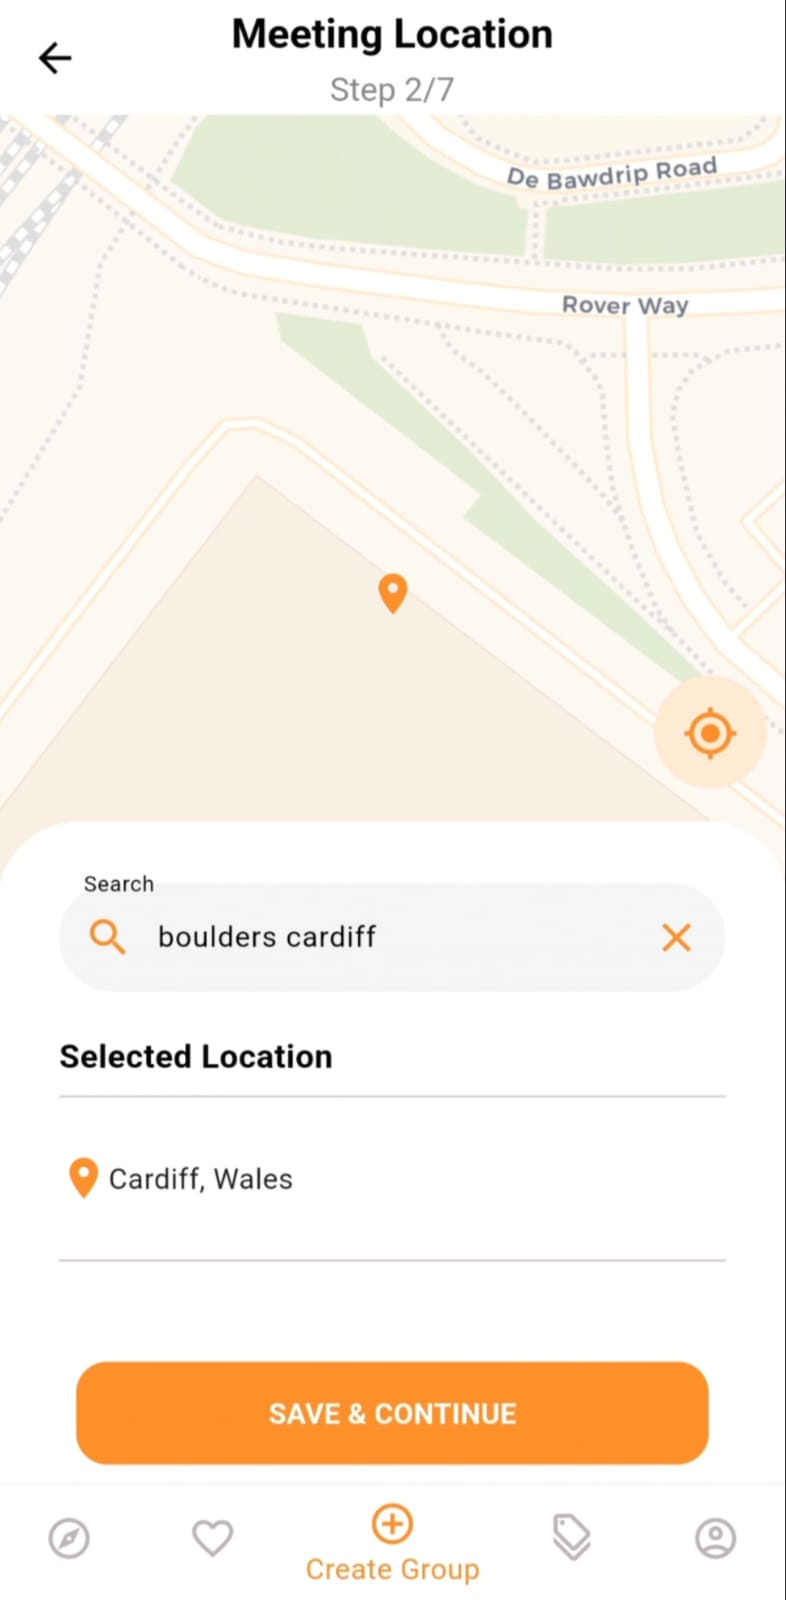 Meeting Location
Step 2/7
De Bawdrip Road
Rover Way
Search
boulders cardiff
Selected Location
Cardiff, Wales
SAVE & CONTINUE
Create Group